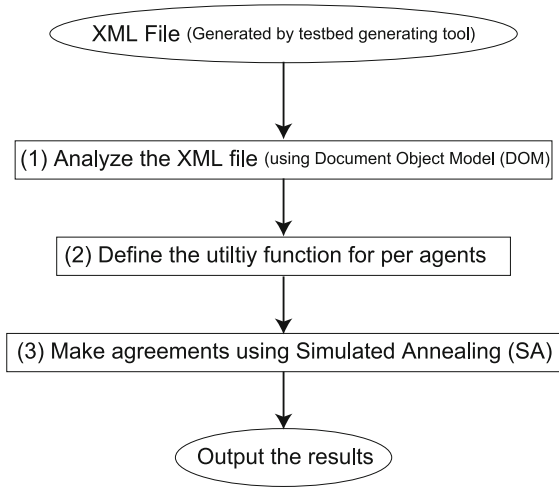 XML File (Generated by testbed generating tool)
(1) Analyze the XML file (using Document Object Model (DOM)
(2) Define the utiltiy function for per agents
(3) Make agreements using Simulated Annealing (SA)
Output the results